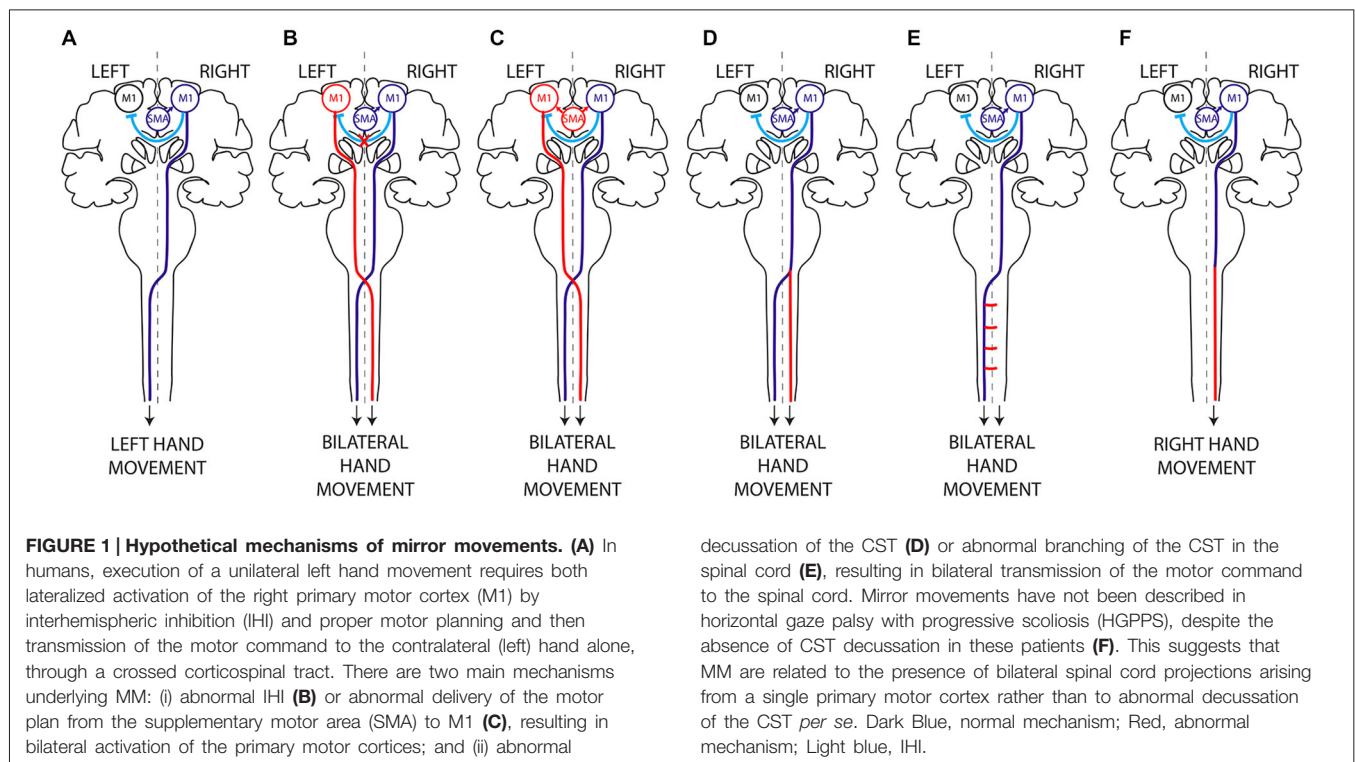 A B C D E F
LEFT RIGHT LEFT RIGHT LEFT RIGHT LEFT RIGHT LEFT RIGHT LEFT RIGHT
M1 M1 M1 M1 M1 M1 M1 M1 M1 M1 M1 M1
SMA SMA SMA SMA SMA SMA
LEFT HAND
MOVEMENT
BILATERAL
HAND
MOVEMENT
BILATERAL
HAND
MOVEMENT
BILATERAL
HAND
MOVEMENT
BILATERAL
HAND
MOVEMENT
RIGHT HAND
MOVEMENT
FIGURE 1 | Hypothetical mechanisms of mirror movements. (A) In
humans, execution of a unilateral left hand movement requires both
lateralized activation of the right primary motor cortex (M1) by
interhemispheric inhibition (IHI) and proper motor planning and then
transmission of the motor command to the contralateral (left) hand alone,
through a crossed corticospinal tract. There are two main mechanisms
underlying MM: (i) abnormal IHI (B) or abnormal delivery of the motor
plan from the supplementary motor area (SMA) to M1 (C), resulting in
bilateral activation of the primary motor cortices; and (ii) abnormal
decussation of the CST (D) or abnormal branching of the CST in the
spinal cord (E), resulting in bilateral transmission of the motor command
to the spinal cord. Mirror movements have not been described in
horizontal gaze palsy with progressive scoliosis (HGPPS), despite the
absence of CST decussation in these patients (F). This suggests that
MM are related to the presence of bilateral spinal cord projections arising
from a single primary motor cortex rather than to abnormal decussation
of the CST per se. Dark Blue, normal mechanism; Red, abnormal
mechanism; Light blue, IHI.